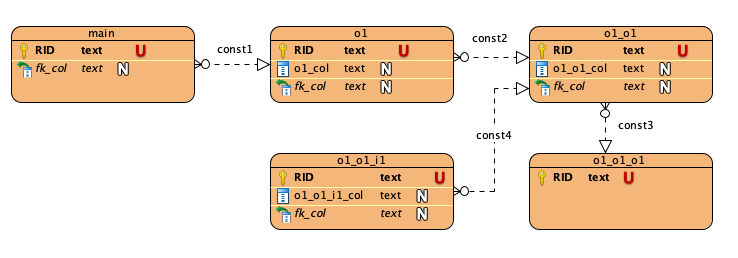 main
RID text U
fk_col text N
const1
o1
RID text U
o1_col text N
fk_col text N
const2
o1_o1
RID text U
o1_o1_col text N
fk_col text N
const4
const3
o1_o1_i1
RID text U
o1_o1_i1_col text N
fk_col text N
o1_o1_o1
RID text U